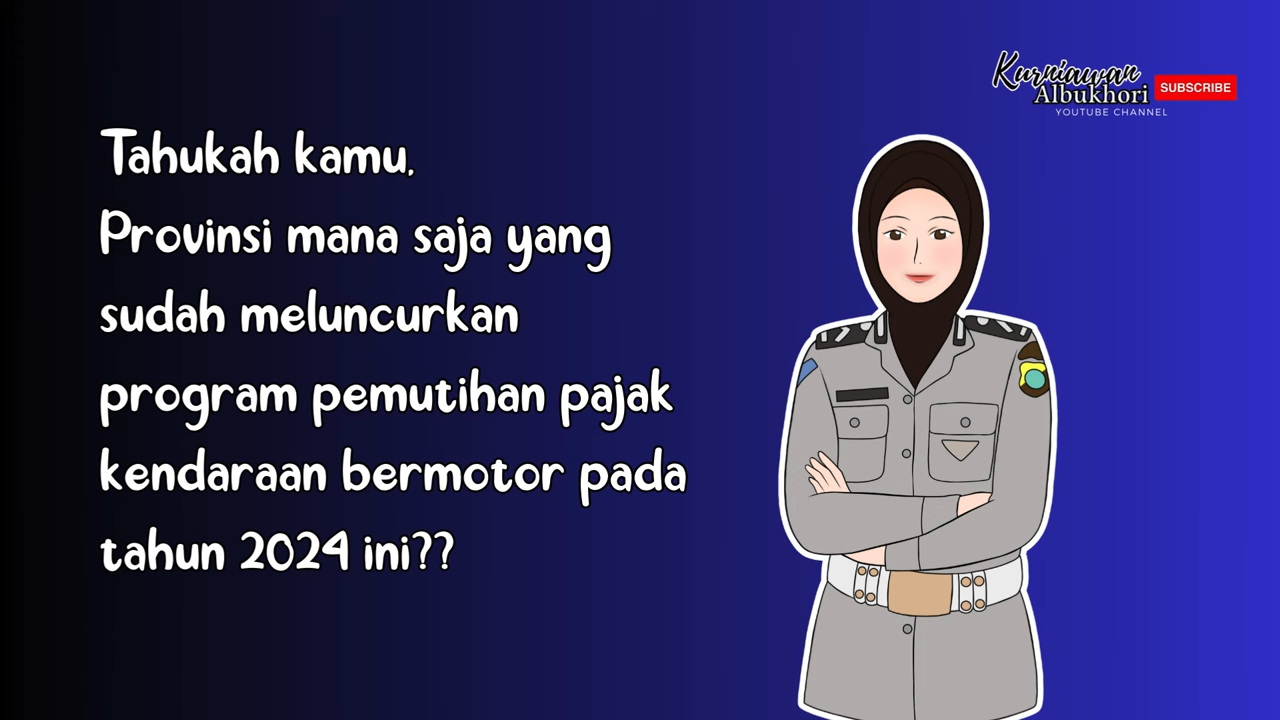 Kurniawan
Albukhori
SUBSCRIBE
YOUTUBE CHANNEL
Tahukah kamu,
Provinsi mana saja yang
sudah meluncurkan
program pemutihan pajak
kendaraan bermotor pada
tahun 2024 ini??